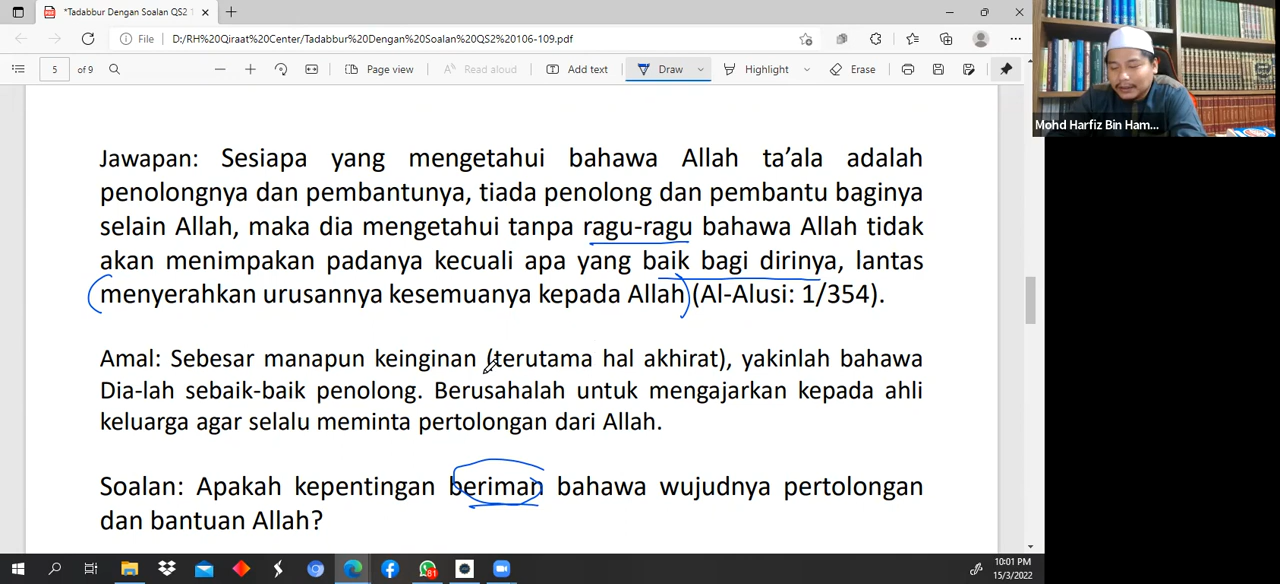 *Tadabbur Dengan Soalan QS2 1
File
D:/RH%20Qiraat%20Center/Tadabbur%20Dengan%20Soalan%20QS2%20106-109.pdf
5 of 9
Page view
Read aloud
Add text
Draw
Highlight
Erase
Mohd Harfiz Bin Ham...
Jawapan: Sesiapa yang mengetahui bahawa Allah ta’ala adalah
penolongnya dan pembantunya, tiada penolong dan pembantu baginya
selain Allah, maka dia mengetahui tanpa ragu-ragu bahawa Allah tidak
akan menimpakan padanya kecuali apa yang baik bagi dirinya, lantas
menyerahkan urusannya kesemuanya kepada Allah (Al-Alusi: 1/354).
Amal: Sebesar manapun keinginan (terutama hal akhirat), yakinlah bahawa
Dia-lah sebaik-baik penolong. Berusahalah untuk mengajarkan kepada ahli
keluarga agar selalu meminta pertolongan dari Allah.
Soalan: Apakah kepentingan beriman bahawa wujudnya pertolongan
dan bantuan Allah?
81
10:01 PM
15/3/2022